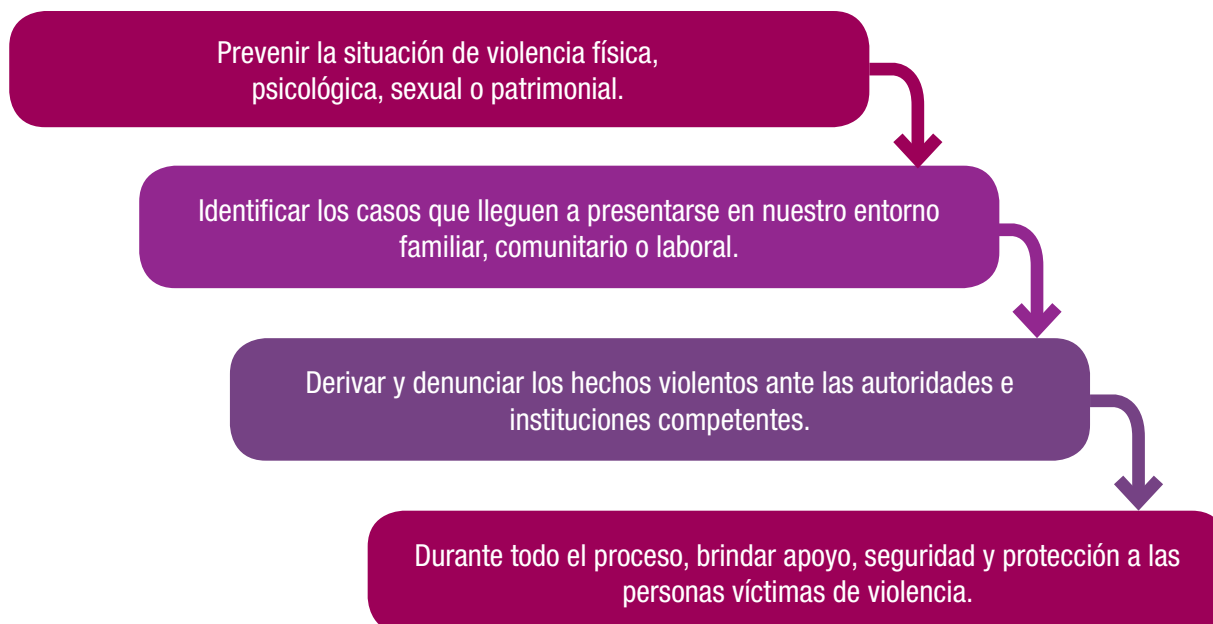 Prevenir la situación de violencia física,
psicológica, sexual o patrimonial.
Identificar los casos que lleguen a presentarse en nuestro entorno
familiar, comunitario o laboral.
Derivar y denunciar los hechos violentos ante las autoridades e
instituciones competentes.
Durante todo el proceso, brindar apoyo, seguridad y protección a las
personas víctimas de violencia.